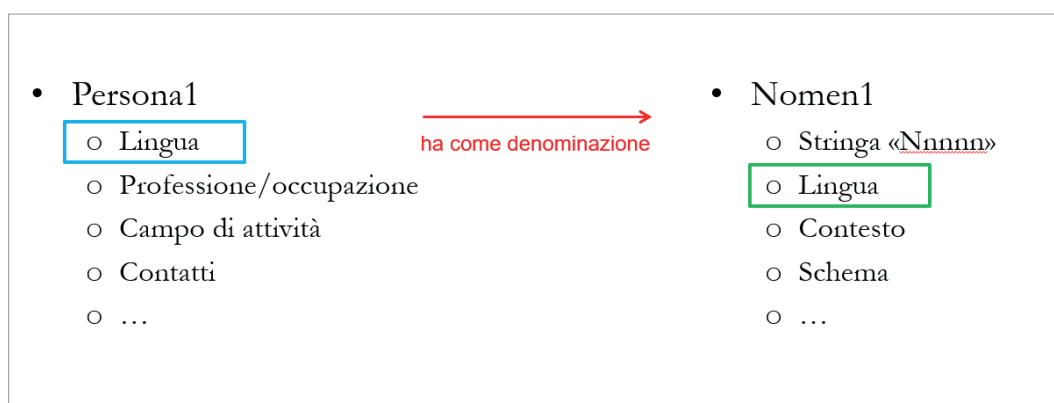 • Persona1
o Lingua
o Professione/occupazione
o Campo di attività
o Contatti
o …
ha come denominazione
• Nomen1
o Stringa «Nnnnn»
o Lingua
o Contesto
o Schema
o …